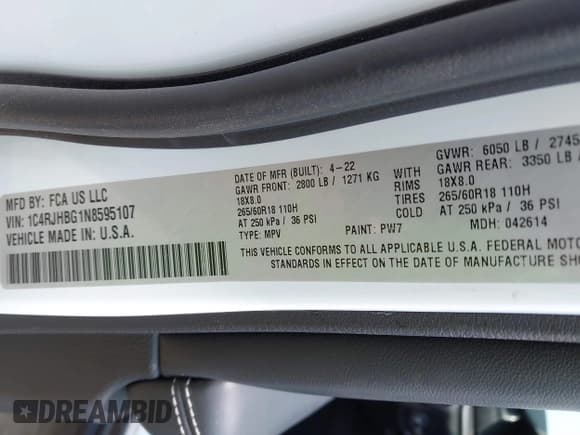 MFD BY: FCA US LLC
VIN: 1C4RJHBG1N8595107
VEHICLE MADE IN: U.S.A.
DATE OF MFR (BUILT): 4-22
GAWR FRONT: 2800 LB / 1271 KG WITH
18X8.0 RIMS
265/60R18 110H TIRES
AT 250 kPa / 36 PSI COLD
TYPE: MPV PAINT: PW7
GVWR: 6050 LB / 2745
GAWR REAR: 3350 LB /
18X8.0
265/60R18 110H
AT 250 kPa / 36 PSI
MDH: 042614
THIS VEHICLE CONFORMS TO ALL APPLICABLE U.S.A. FEDERAL MOTO
STANDARDS IN EFFECT ON THE DATE OF MANUFACTURE SHO
DREAMBID